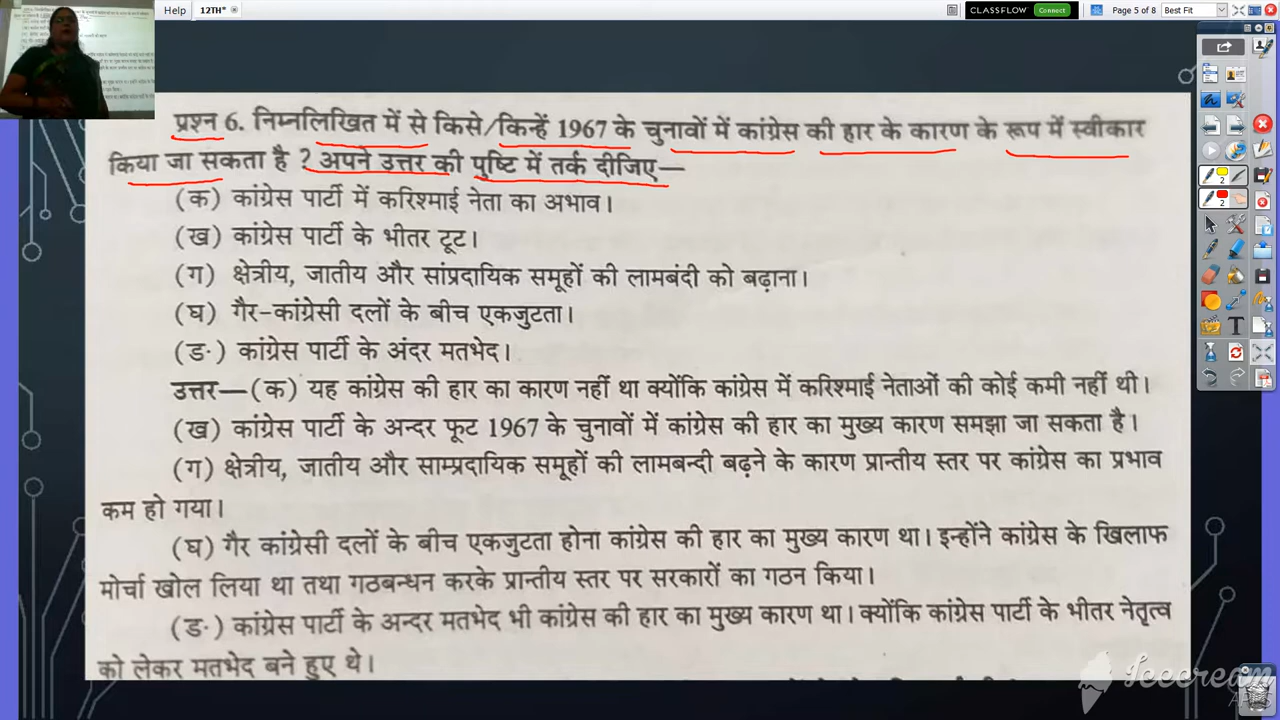 Help
12TH*
CLASSFLOW Connect
Page 5 of 8
Best Fit
प्रश्न 6. निम्नलिखित में से किसे/किन्हें 1967 के चुनावों में कांग्रेस की हार के कारण के रूप में स्वीकार
किया जा सकता है ? अपने उत्तर की पुष्टि में तर्क दीजिए—
(क) कांग्रेस पार्टी में करिश्माई नेता का अभाव।
(ख) कांग्रेस पार्टी के भीतर टूट।
(ग) क्षेत्रीय, जातीय और सांप्रदायिक समूहों की लामबंदी को बढ़ाना।
(घ) गैर-कांग्रेसी दलों के बीच एकजुटता।
(ङ) कांग्रेस पार्टी के अंदर मतभेद।
उत्तर—(क) यह कांग्रेस की हार का कारण नहीं था क्योंकि कांग्रेस में करिश्माई नेताओं की कोई कमी नहीं थी।
(ख) कांग्रेस पार्टी के अन्दर फूट 1967 के चुनावों में कांग्रेस की हार का मुख्य कारण समझा जा सकता है।
(ग) क्षेत्रीय, जातीय और साम्प्रदायिक समूहों की लामबन्दी बढ़ने के कारण प्रान्तीय स्तर पर कांग्रेस का प्रभाव
कम हो गया।
(घ) गैर कांग्रेसी दलों के बीच एकजुटता होना कांग्रेस की हार का मुख्य कारण था। इन्होंने कांग्रेस के खिलाफ
मोर्चा खोल लिया था तथा गठबन्धन करके प्रान्तीय स्तर पर सरकारों का गठन किया।
(ङ) कांग्रेस पार्टी के अन्दर मतभेद भी कांग्रेस की हार का मुख्य कारण था। क्योंकि कांग्रेस पार्टी के भीतर नेतृत्व
को लेकर मतभेद बने हुए थे।
2
2
T
Icecream
APPS